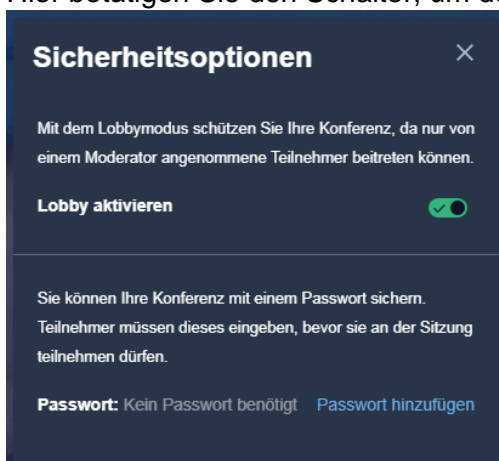 Sicherheitsoptionen
Mit dem Lobbymodus schützen Sie Ihre Konferenz, da nur von
einem Moderator angenommene Teilnehmer beitreten können.
Lobby aktivieren
Sie können Ihre Konferenz mit einem Passwort sichern.
Teilnehmer müssen dieses eingeben, bevor sie an der Sitzung
teilnehmen dürfen.
Passwort: Kein Passwort benötigt Passwort hinzufügen